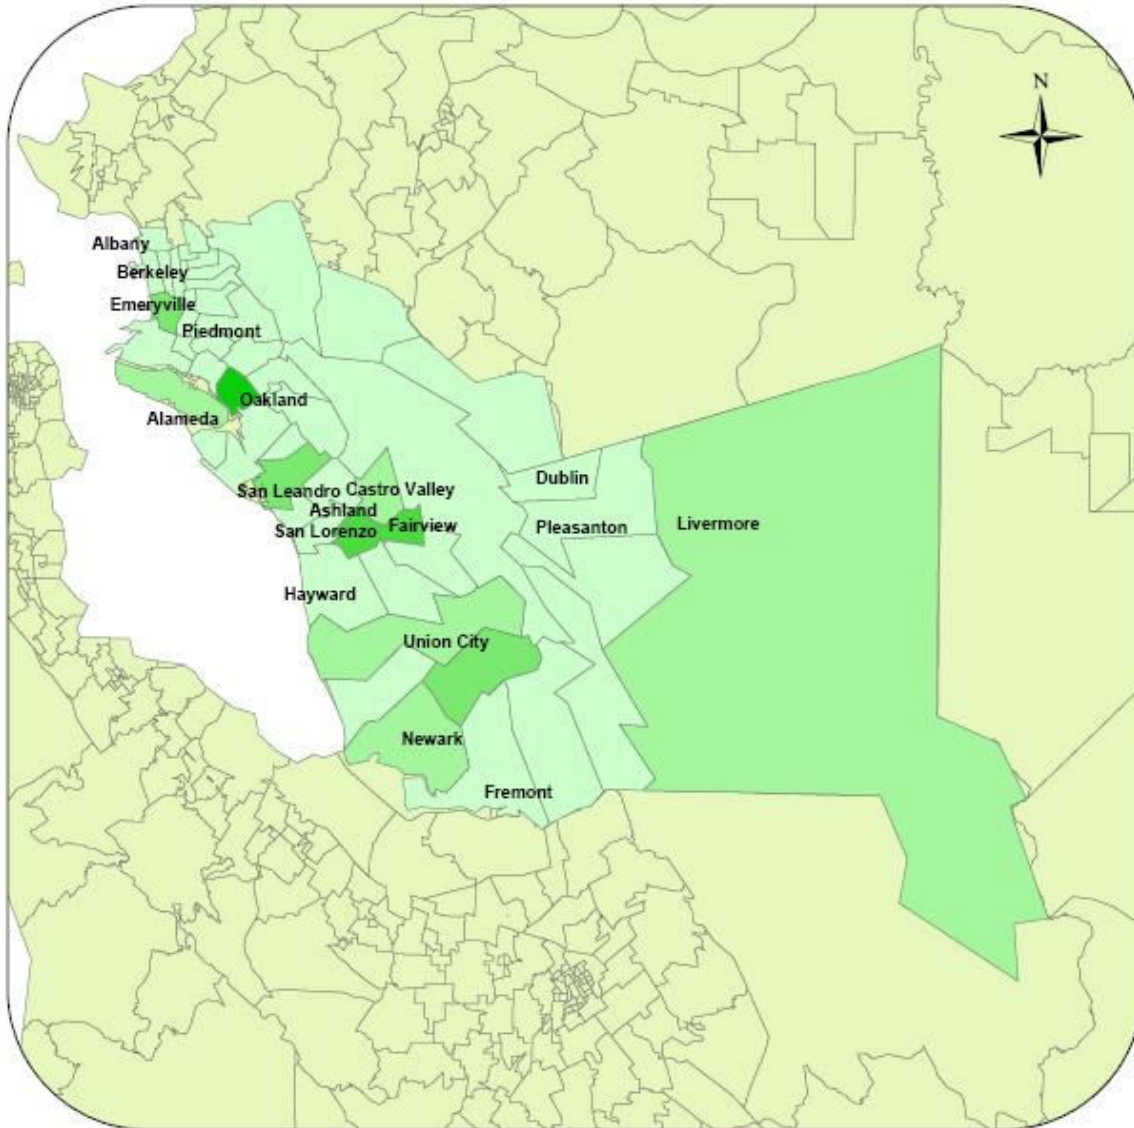 N
Albany
Berkeley
Emeryville
Piedmont
Oakland
Alameda
Dublin
San Leandro
Castro Valley
Ashland
San Lorenzo
Fairview
Pleasanton
Livermore
Hayward
Union City
Newark
Fremont